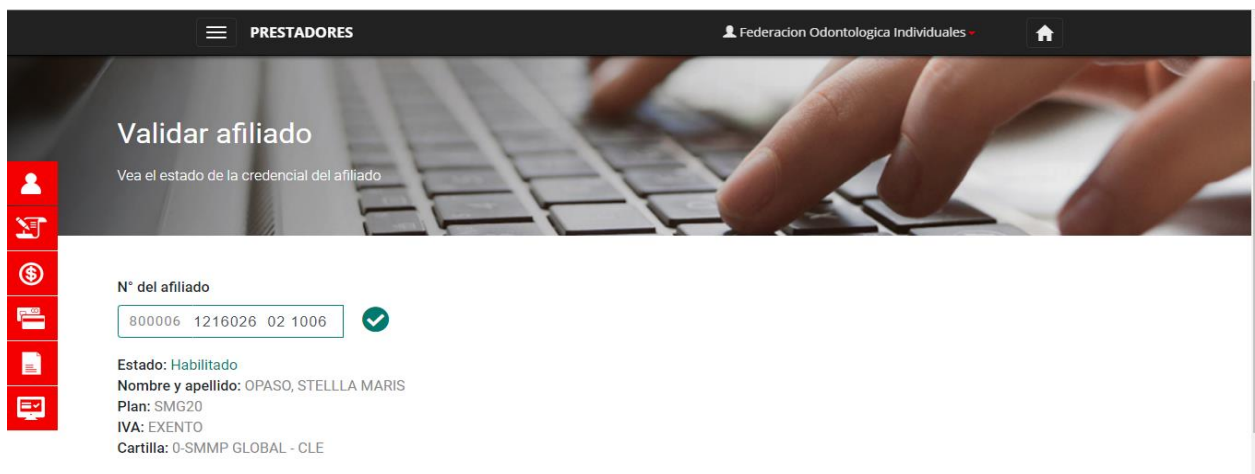 PRESTADORES
Federacion Odontologica Individuales
Validar afiliado
Vea el estado de la credencial del afiliado
N° del afiliado
800006 1216026 02 1006
Estado: Habilitado
Nombre y apellido: OPASO, STELLLA MARIS
Plan: SMG20
IVA: EXENTO
Cartilla: 0-SMMP GLOBAL - CLE